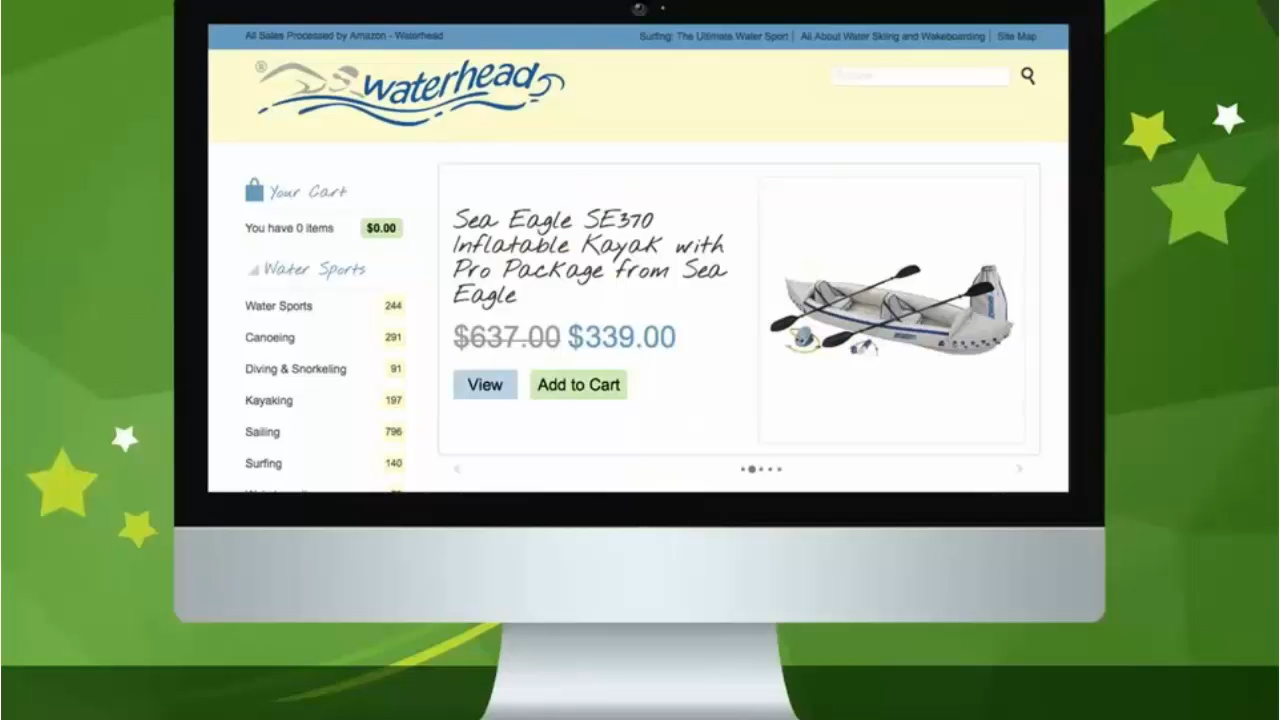 All Sales Processed by Amazon - Waterhead
Surfing: The Ultimate Water Sport | All About Water Skiing and Wakeboarding | Site Map
® waterhead
Your Cart
You have 0 items $0.00
Water Sports
Water Sports 244
Canoeing 291
Diving & Snorkeling 91
Kayaking 197
Sailing 796
Surfing 140
Sea Eagle SE370
Inflatable Kayak with
Pro Package from Sea
Eagle
$637.00 $339.00
View Add to Cart